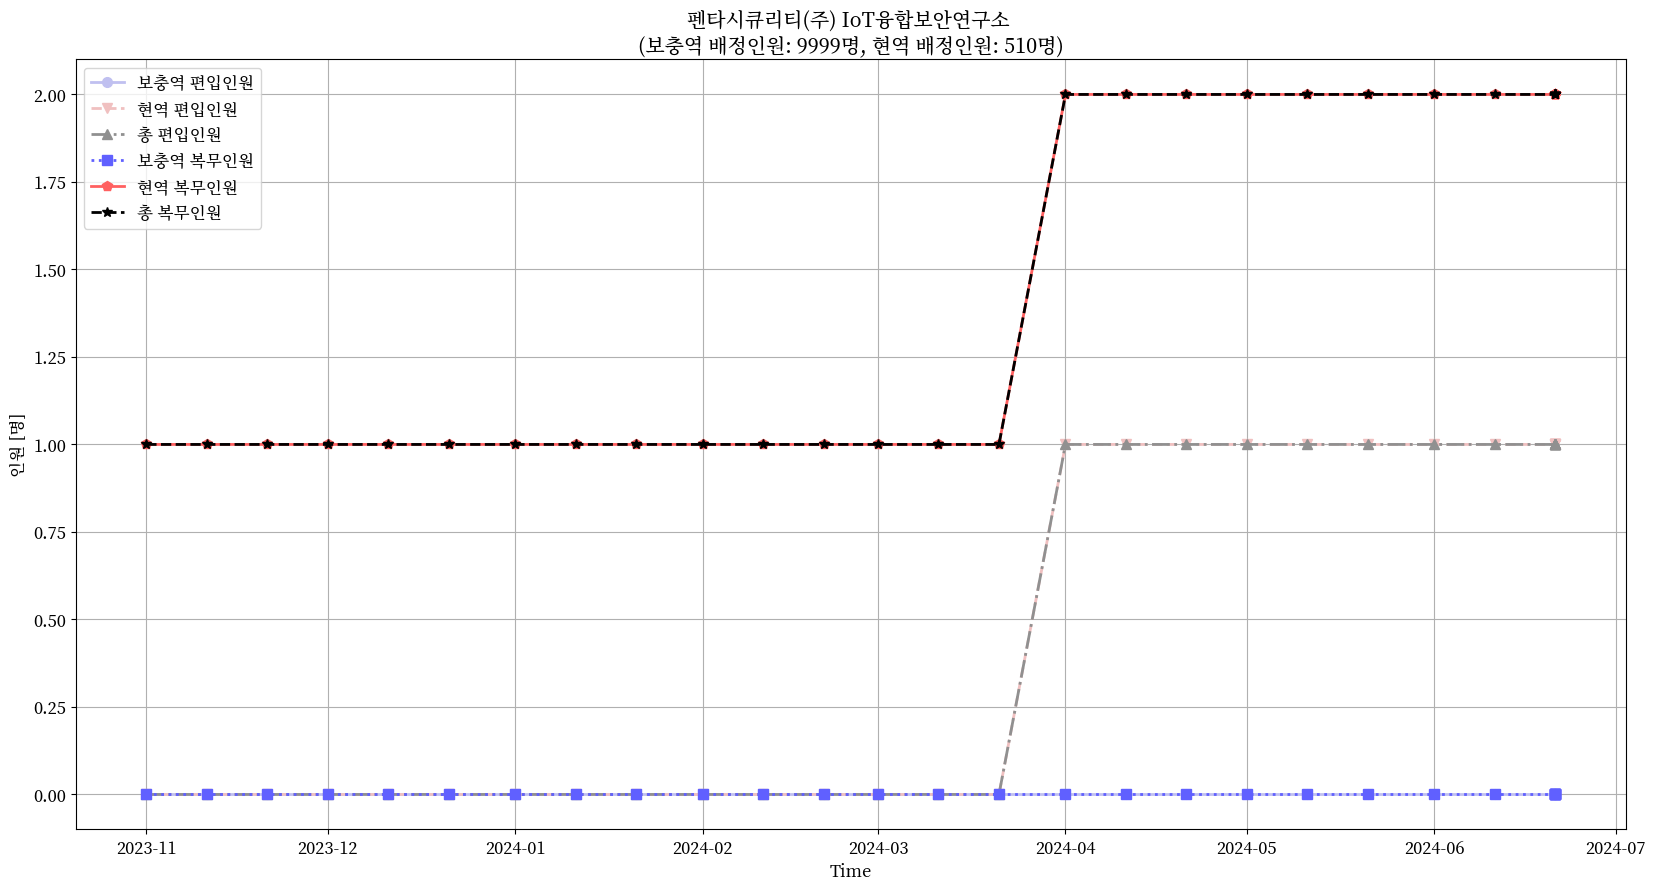 펜타시큐리티(주) IoT융합보안연구소
(보충역 배정인원: 9999명, 현역 배정인원: 510명)
보충역 편입인원
현역 편입인원
총 편입인원
보충역 복무인원
현역 복무인원
총 복무인원
2.00
1.75
1.50
1.25
1.00
0.75
0.50
0.25
0.00
인원 [명]
2023-11
2023-12
2024-01
2024-02
2024-03
2024-04
2024-05
2024-06
2024-07
Time